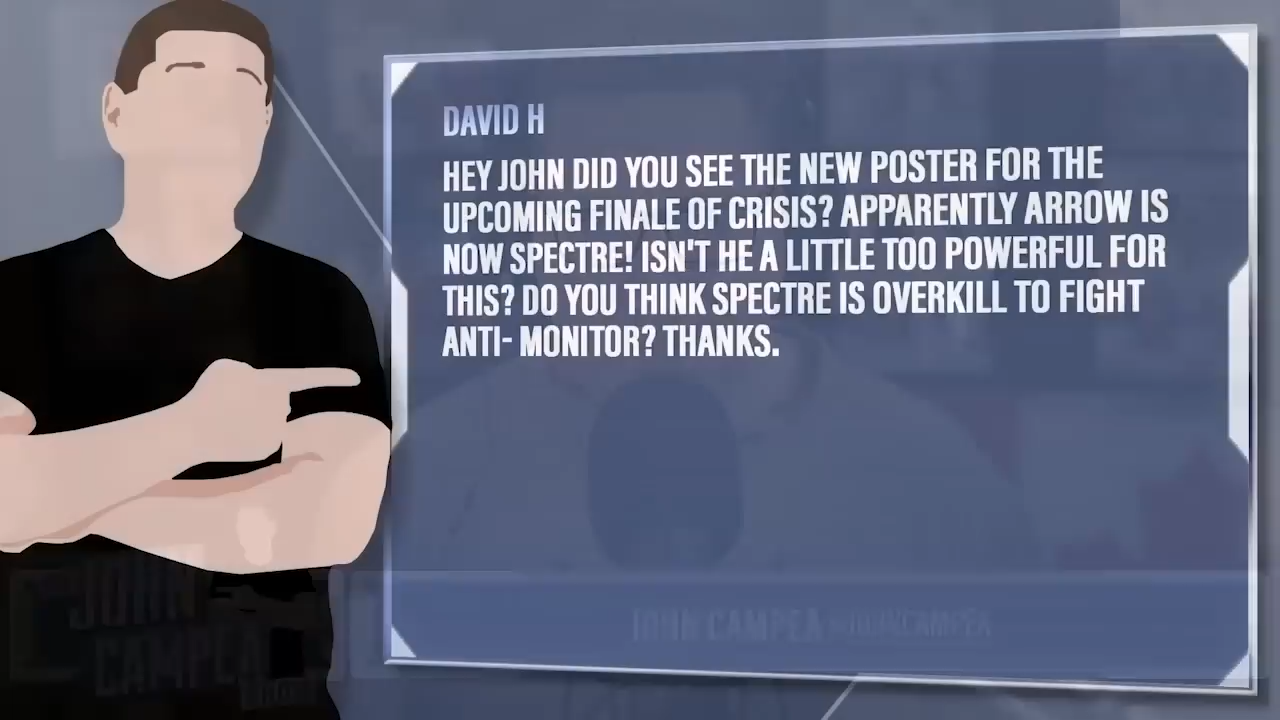 DAVID H
HEY JOHN DID YOU SEE THE NEW POSTER FOR THE
UPCOMING FINALE OF CRISIS? APPARENTLY ARROW IS
NOW SPECTRE! ISN'T HE A LITTLE TOO POWERFUL FOR
THIS? DO YOU THINK SPECTRE IS OVERKILL TO FIGHT
ANTI- MONITOR? THANKS.
JOHN CAMPEA
JOHN
CAMPEA